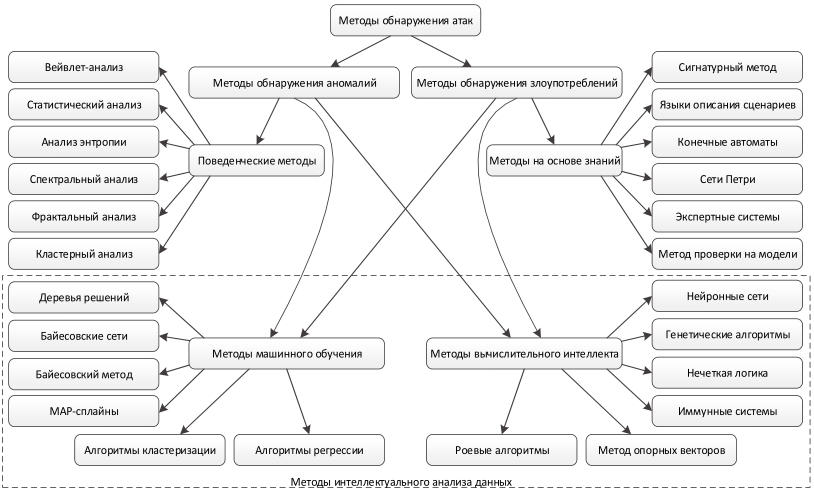 Методы обнаружения атак
Методы обнаружения аномалий
Методы обнаружения злоупотреблений
Вейвлет-анализ
Статистический анализ
Анализ энтропии
Спектральный анализ
Фрактальный анализ
Кластерный анализ
Поведенческие методы
Методы на основе знаний
Сигнатурный метод
Языки описания сценариев
Конечные автоматы
Сети Петри
Экспертные системы
Метод проверки на модели
Деревья решений
Байесовские сети
Байесовский метод
МАР-сплайны
Методы машинного обучения
Алгоритмы кластеризации
Алгоритмы регрессии
Методы вычислительного интеллекта
Нейронные сети
Генетические алгоритмы
Нечеткая логика
Иммунные системы
Роевые алгоритмы
Метод опорных векторов
Методы интеллектуального анализа данных